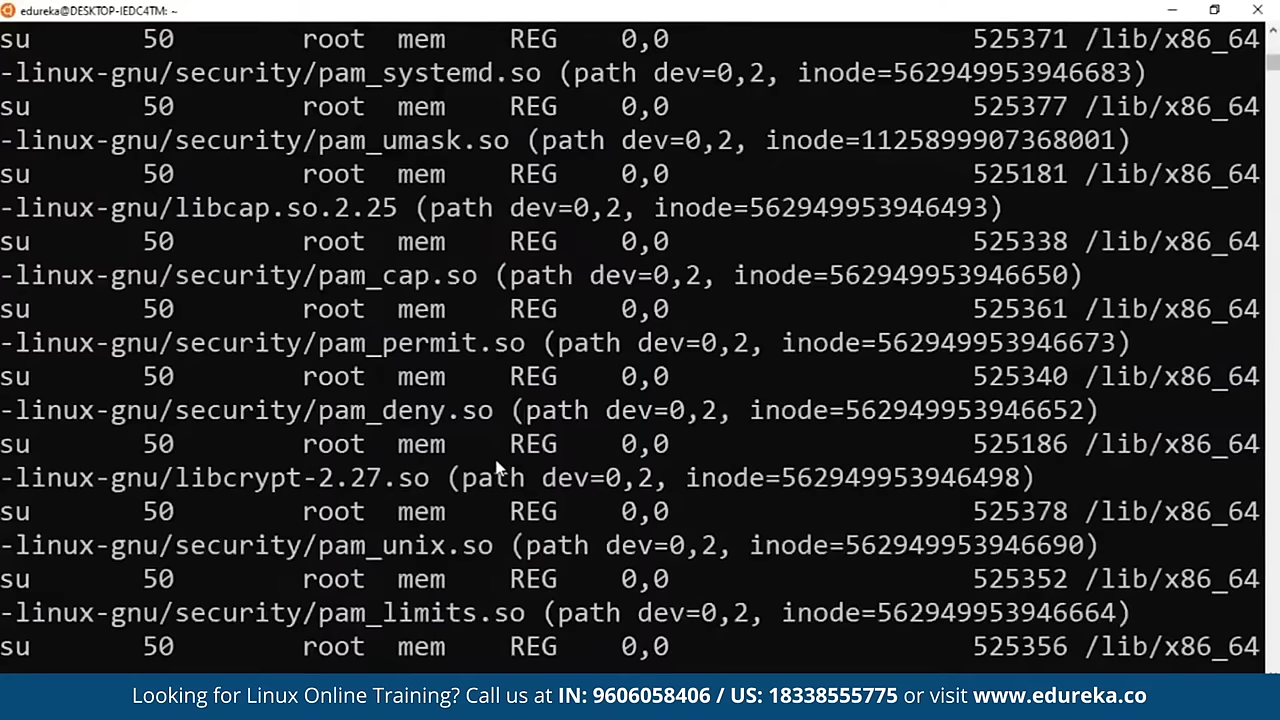 edureka@DESKTOP-IEDC4TM: ~
su 50 root mem REG 0,0 525371 /lib/x86_64
-linux-gnu/security/pam_systemd.so (path dev=0,2, inode=562949953946683)
su 50 root mem REG 0,0 525377 /lib/x86_64
-linux-gnu/security/pam_umask.so (path dev=0,2, inode=1125899907368001)
su 50 root mem REG 0,0 525181 /lib/x86_64
-linux-gnu/libcap.so.2.25 (path dev=0,2, inode=562949953946493)
su 50 root mem REG 0,0 525338 /lib/x86_64
-linux-gnu/security/pam_cap.so (path dev=0,2, inode=562949953946650)
su 50 root mem REG 0,0 525361 /lib/x86_64
-linux-gnu/security/pam_permit.so (path dev=0,2, inode=562949953946673)
su 50 root mem REG 0,0 525340 /lib/x86_64
-linux-gnu/security/pam_deny.so (path dev=0,2, inode=562949953946652)
su 50 root mem REG 0,0 525186 /lib/x86_64
-linux-gnu/libcrypt-2.27.so (path dev=0,2, inode=562949953946498)
su 50 root mem REG 0,0 525378 /lib/x86_64
-linux-gnu/security/pam_unix.so (path dev=0,2, inode=562949953946690)
su 50 root mem REG 0,0 525352 /lib/x86_64
-linux-gnu/security/pam_limits.so (path dev=0,2, inode=562949953946664)
su 50 root mem REG 0,0 525356 /lib/x86_64
Looking for Linux Online Training? Call us at IN: 9606058406 / US: 18338555775 or visit www.edureka.co